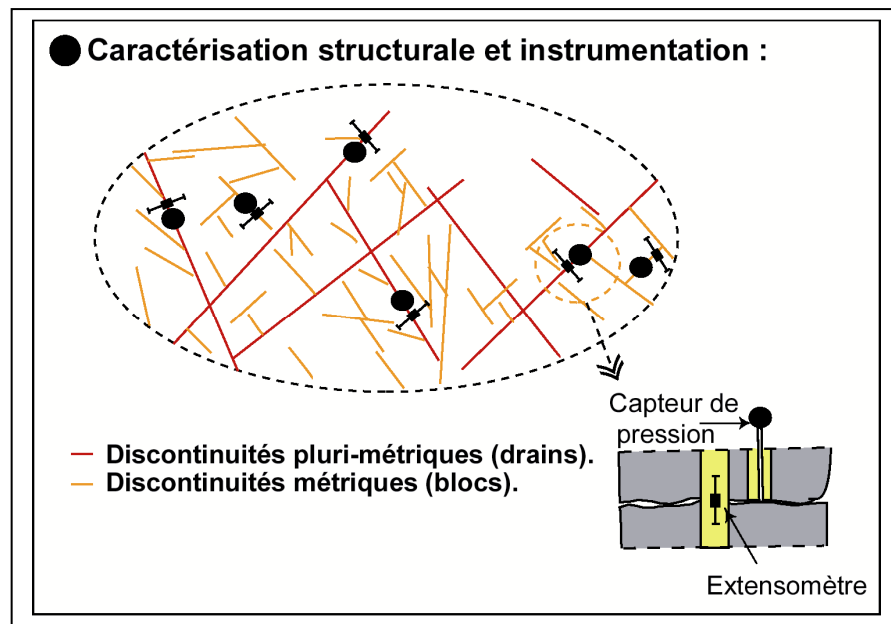 Caractérisation structurale et instrumentation :
Capteur de
pression
Discontinuités pluri-métriques (drains).
Discontinuités métriques (blocs).
Extensomètre